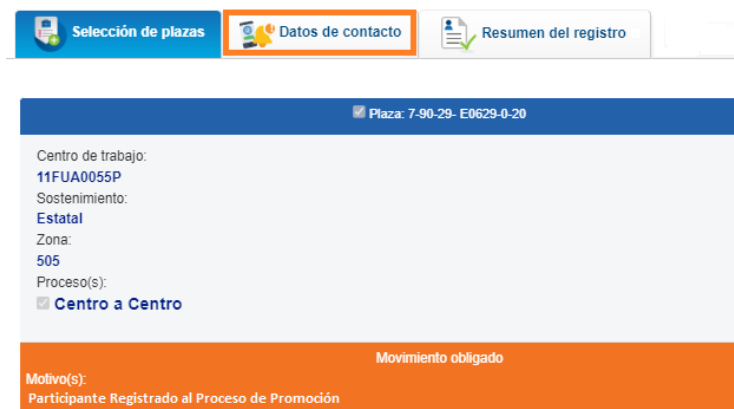 Selección de plazas
Datos de contacto
Resumen del registro
Plaza: 7-90-29- E0629-0-20
Centro de trabajo:
11FUA0055P
Sostenimiento:
Estatal
Zona:
505
Proceso(s):
Centro a Centro
Movimiento obligado
Motivo(s):
Participante Registrado al Proceso de Promoción